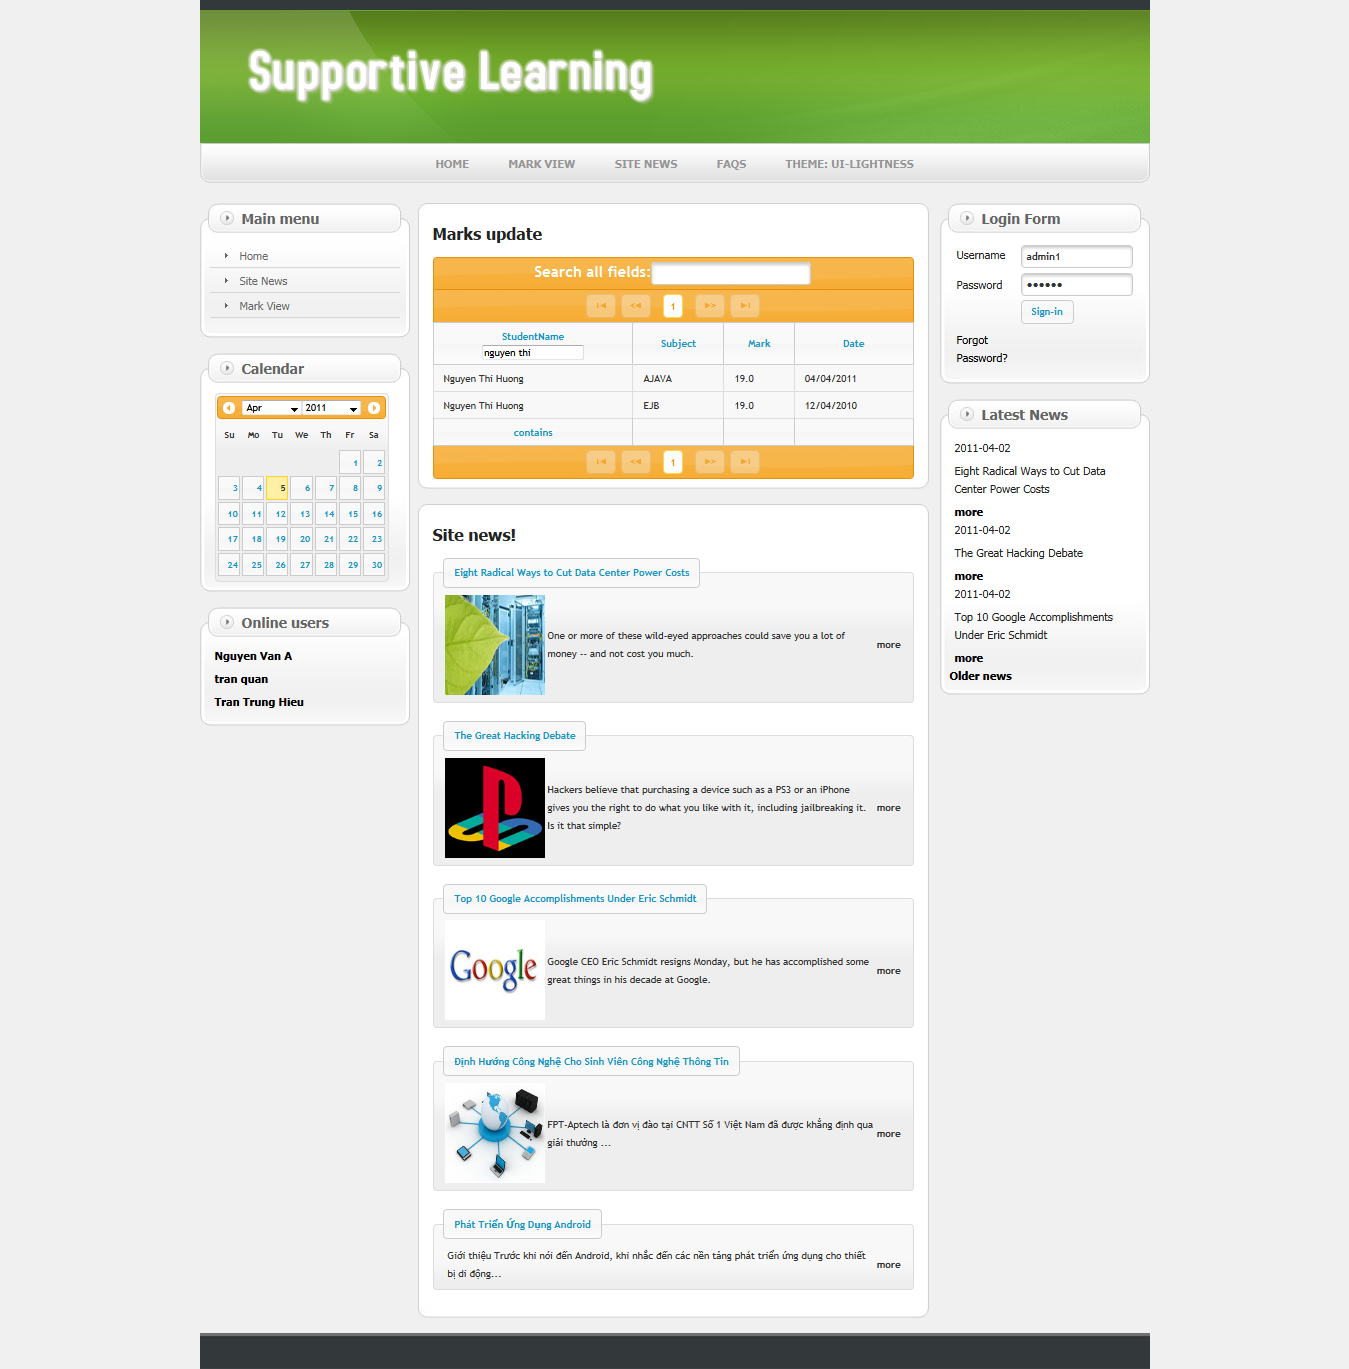 Supportive Learning
HOME MARK VIEW SITE NEWS FAQS THEME: UI-LIGHTNESS
Main menu
Home
Site News
Mark View
Calendar
Apr 2011
Su Mo Tu We Th Fr Sa
1 2
3 4 5 6 7 8 9
10 11 12 13 14 15 16
17 18 19 20 21 22 23
24 25 26 27 28 29 30
Online users
Nguyen Van A
tran quan
Tran Trung Hieu
Marks update
Search all fields:
1
StudentName Subject Mark Date
nguyen thi
Nguyen Thi Huong AJAVA 19.0 04/04/2011
Nguyen Thi Huong EJB 19.0 12/04/2010
contains
1
Site news!
Eight Radical Ways to Cut Data Center Power Costs
One or more of these wild-eyed approaches could save you a lot of
money -- and not cost you much.
more
The Great Hacking Debate
Hackers believe that purchasing a device such as a PS3 or an iPhone
gives you the right to do what you like with it, including jailbreaking it.
Is it that simple?
more
Top 10 Google Accomplishments Under Eric Schmidt
Google
Google CEO Eric Schmidt resigns Monday, but he has accomplished some
great things in his decade at Google.
more
Định Hướng Công Nghệ Cho Sinh Viên Công Nghệ Thông Tin
FPT-Aptech là đơn vị đào tại CNTT Số 1 Việt Nam đã được khẳng định qua
giải thưởng ...
more
Phát Triển Ứng Dụng Android
Giới thiệu Trước khi nói đến Android, khi nhắc đến các nền tảng phát triển ứng dụng cho thiết
bị di động...
more
Login Form
Username admin1
Password ••••••
Sign-in
Forgot
Password?
Latest News
2011-04-02
Eight Radical Ways to Cut Data
Center Power Costs
more
2011-04-02
The Great Hacking Debate
more
2011-04-02
Top 10 Google Accomplishments
Under Eric Schmidt
more
Older news